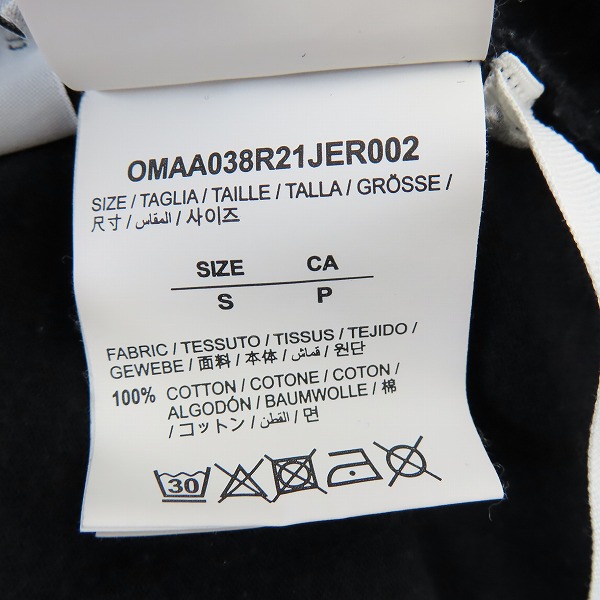 OMAA038R21JER002
SIZE / TAGLIA / TAILLE / TALLA / GRÖSSE /
尺寸 / المقاس / 사이즈
SIZE CA
S P
FABRIC / TESSUTO / TISSUS / TEJIDO /
GEWEBE / 面料 / 本体 / قماش / 원단
100% COTTON / COTONE / COTON /
ALGODÓN / BAUMWOLLE / 棉
/ コットン / القطن / 면
30